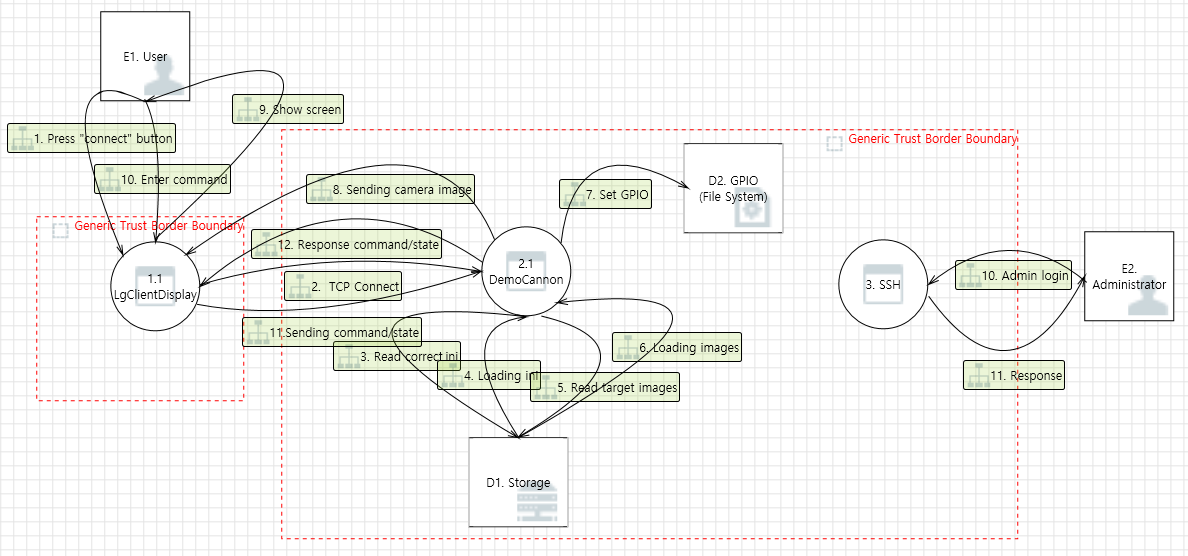 E1. User
9. Show screen
1. Press "connect" button
Generic Trust Border Boundary
10. Enter command
8. Sending camera image
7. Set GPIO
D2. GPIO
(File System)
Generic Trust Border Boundary
12. Response command/state
2.1
DemoCannon
1.1
LgClientDisplay
2.  TCP Connect
3. SSH
10. Admin login
E2.
Administrator
11.Sending command/state
3. Read correct ini
4. Loading ini
5. Read target images
6. Loading images
11. Response
D1. Storage